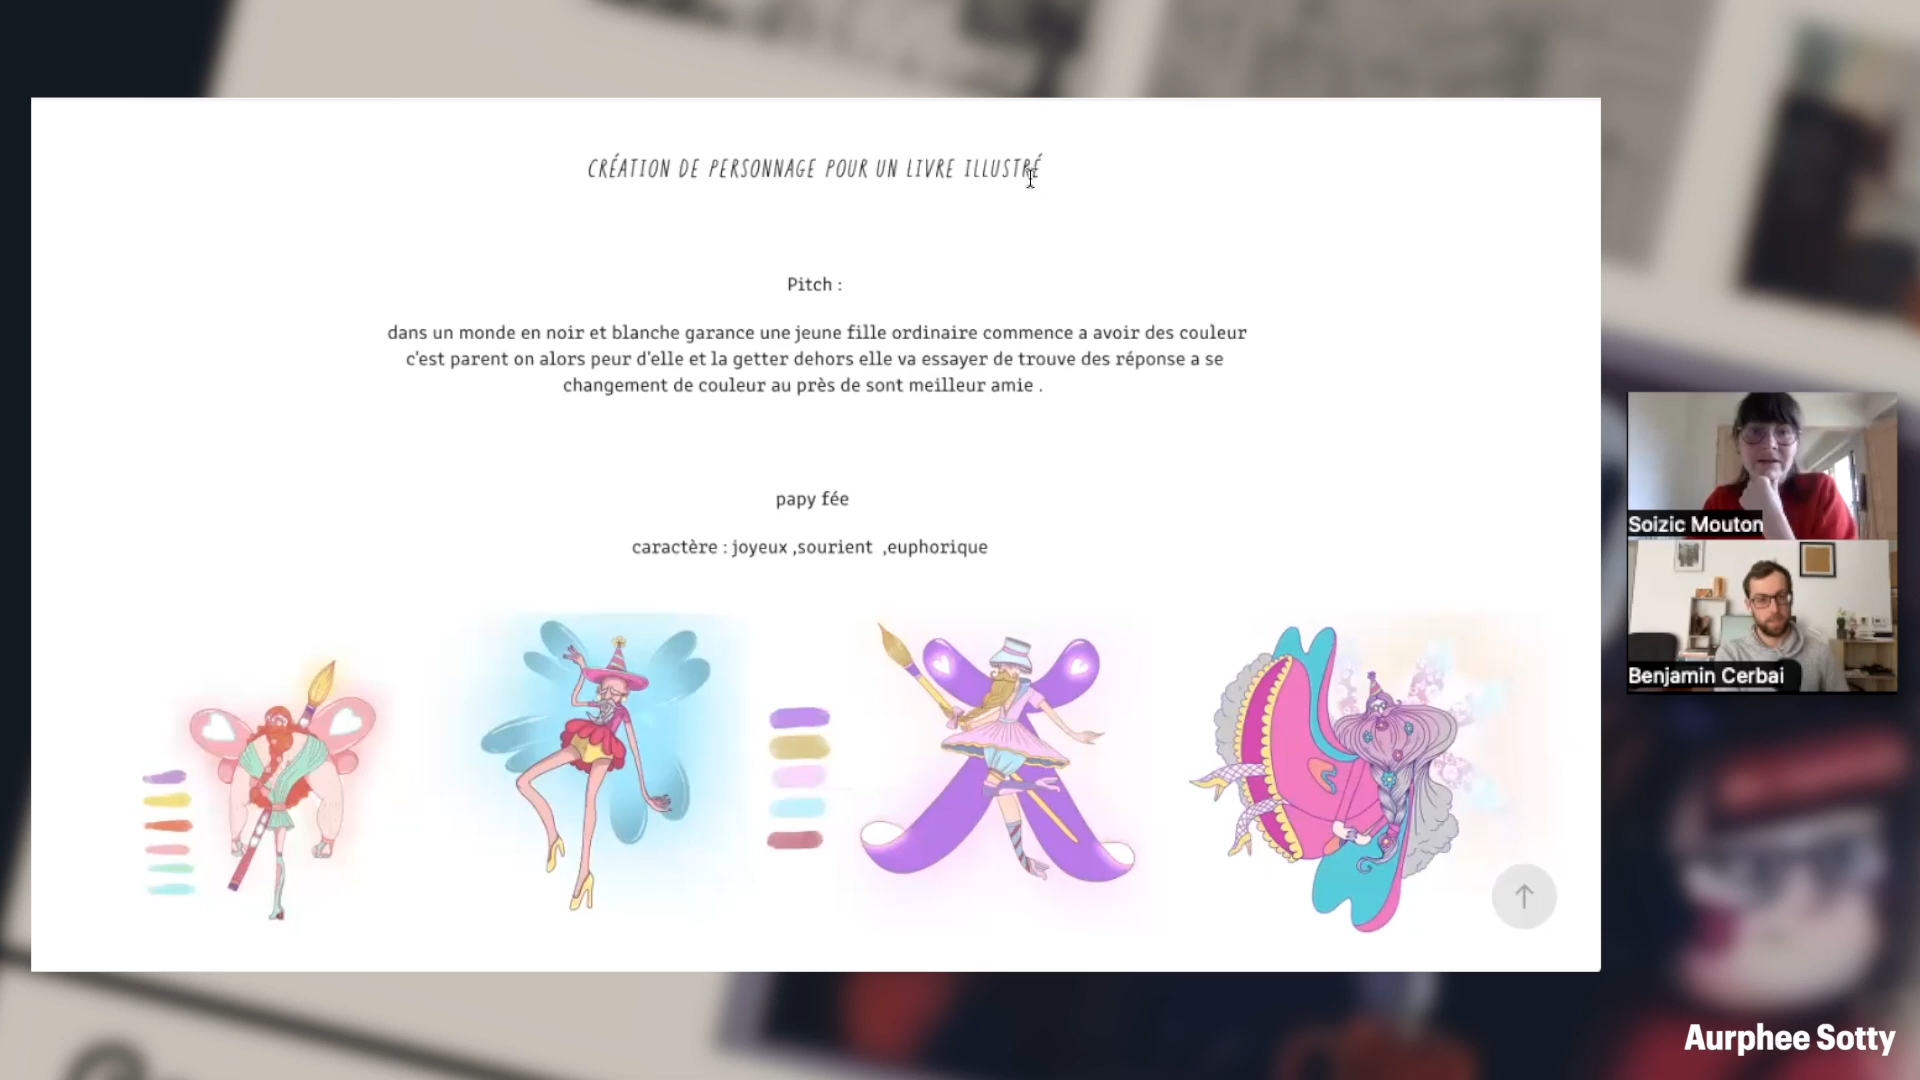 CRÉATION DE PERSONNAGE POUR UN LIVRE ILLUSTRÉ
Pitch :
dans un monde en noir et blanche garance une jeune fille ordinaire commence a avoir des couleur
c'est parent on alors peur d'elle et la getter dehors elle va essayer de trouve des réponse a se
changement de couleur au près de sont meilleur amie .
papy fée
caractère : joyeux ,sourient ,euphorique
Soizic Mouton
Benjamin Cerbai
Aurphee Sotty